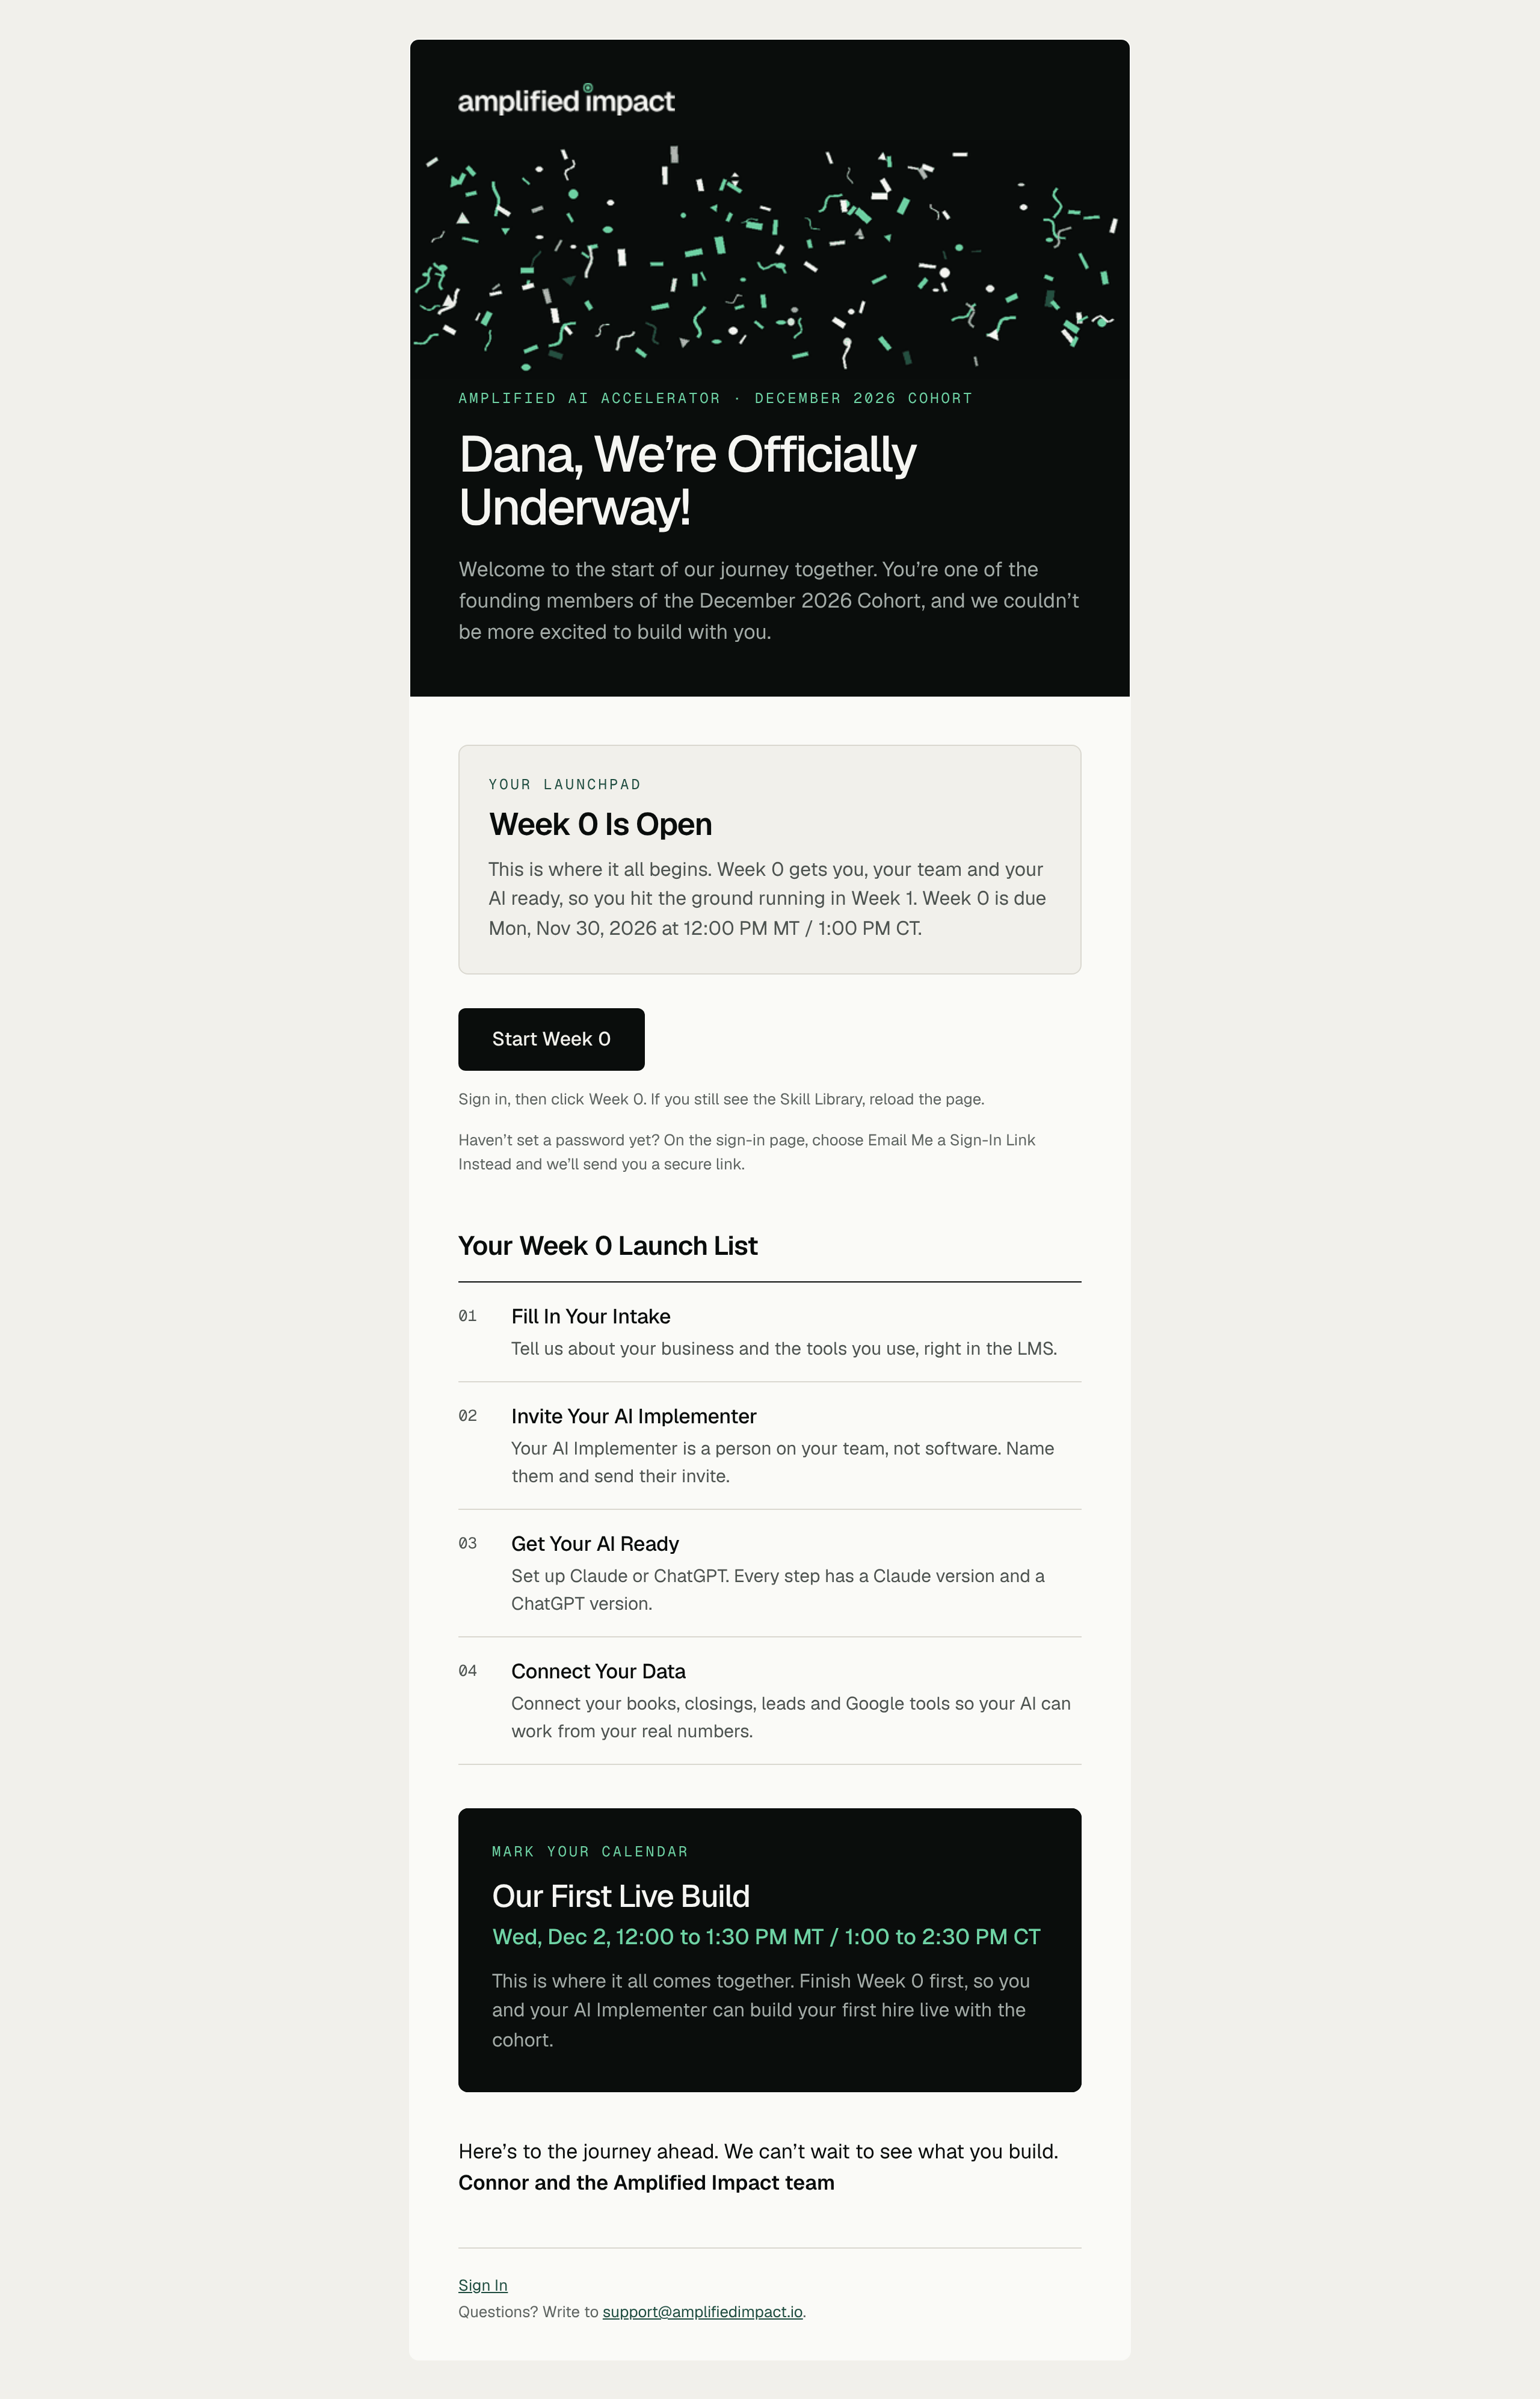 amplified impact
AMPLIFIED AI ACCELERATOR · DECEMBER 2026 COHORT
Dana, We’re Officially
Underway!
Welcome to the start of our journey together. You’re one of the
founding members of the December 2026 Cohort, and we couldn’t
be more excited to build with you.
YOUR LAUNCHPAD
Week 0 Is Open
This is where it all begins. Week 0 gets you, your team and your
AI ready, so you hit the ground running in Week 1. Week 0 is due
Mon, Nov 30, 2026 at 12:00 PM MT / 1:00 PM CT.
Start Week 0
Sign in, then click Week 0. If you still see the Skill Library, reload the page.
Haven’t set a password yet? On the sign-in page, choose Email Me a Sign-In Link
Instead and we’ll send you a secure link.
Your Week 0 Launch List
01 Fill In Your Intake
Tell us about your business and the tools you use, right in the LMS.
02 Invite Your AI Implementer
Your AI Implementer is a person on your team, not software. Name
them and send their invite.
03 Get Your AI Ready
Set up Claude or ChatGPT. Every step has a Claude version and a
ChatGPT version.
04 Connect Your Data
Connect your books, closings, leads and Google tools so your AI can
work from your real numbers.
MARK YOUR CALENDAR
Our First Live Build
Wed, Dec 2, 12:00 to 1:30 PM MT / 1:00 to 2:30 PM CT
This is where it all comes together. Finish Week 0 first, so you
and your AI Implementer can build your first hire live with the
cohort.
Here’s to the journey ahead. We can’t wait to see what you build.
Connor and the Amplified Impact team
Sign In
Questions? Write to support@amplifiedimpact.io.